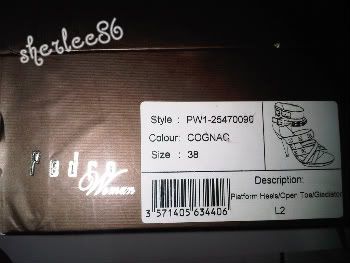 sherlee86
Style : PW1-25470090
Colour: COGNAC
Size : 38
Pedro
Woman
Description:
Platform Heels/Open Toe/Gladiator
L2
3 571405 634406